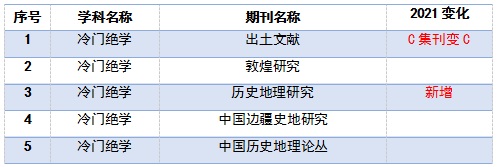 序号 学科名称 期刊名称 2021 变化
1 冷门绝学 出土文献 C 集刊变 C
2 冷门绝学 敦煌研究
3 冷门绝学 历史地理研究 新增
4 冷门绝学 中国边疆史地研究
5 冷门绝学 中国历史地理论丛